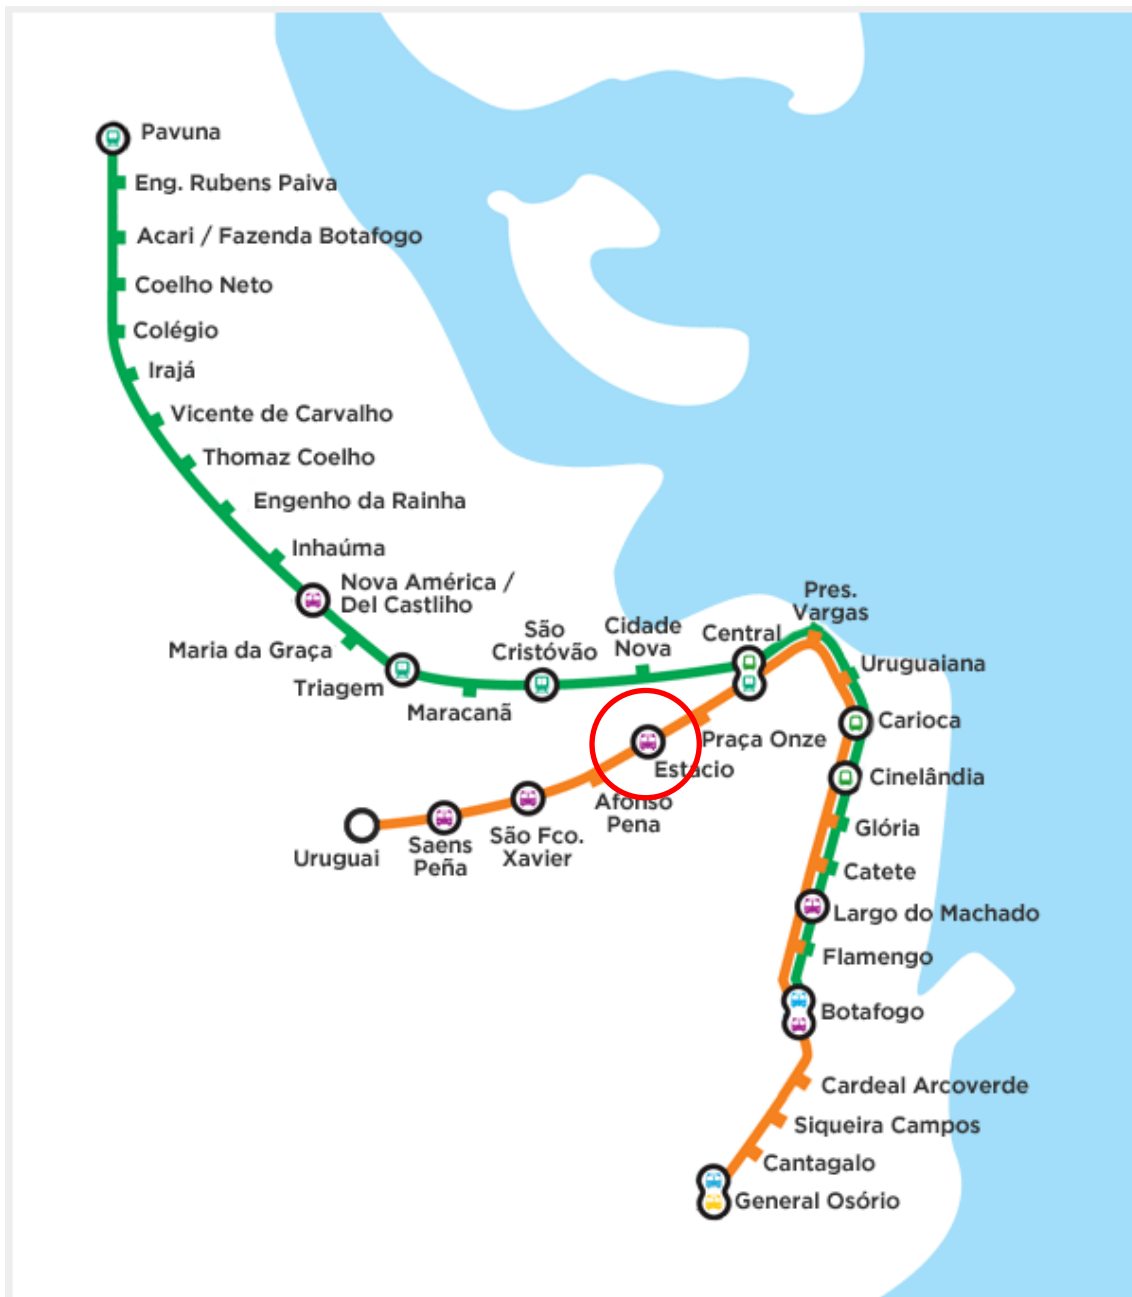 Pavuna
Eng. Rubens Paiva
Acari / Fazenda Botafogo
Coelho Neto
Colégio
Irajá
Vicente de Carvalho
Thomaz Coelho
Engenho da Rainha
Inhaúma
Nova América /
Del Castliho
Maria da Graça
Triagem
Maracanã
São
Cristóvão
Cidade
Nova
Central
Pres.
Vargas
Uruguaiana
Carioca
Cinelândia
Glória
Catete
Largo do Machado
Flamengo
Botafogo
Cardeal Arcoverde
Siqueira Campos
Cantagalo
General Osório
Praça Onze
Estacio
Afonso
Pena
São Fco.
Xavier
Saens
Peña
Uruguai